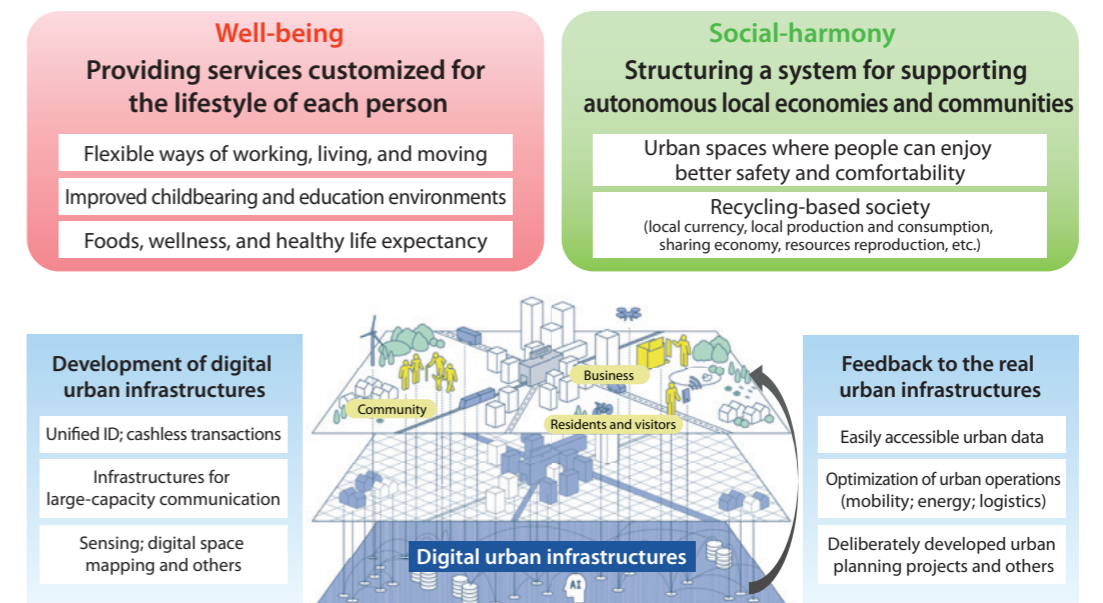 Well-being
Providing services customized for
the lifestyle of each person
Flexible ways of working, living, and moving
Improved childbearing and education environments
Foods, wellness, and healthy life expectancy
Social-harmony
Structuring a system for supporting
autonomous local economies and communities
Urban spaces where people can enjoy
better safety and comfortability
Recycling-based society
(local currency, local production and consumption,
sharing economy, resources reproduction, etc.)
Development of digital
urban infrastructures
Unified ID; cashless transactions
Infrastructures for
large-capacity communication
Sensing; digital space
mapping and others
Business
Community
Residents and visitors
Digital urban infrastructures
AI
Feedback to the real
urban infrastructures
Easily accessible urban data
Optimization of urban operations
(mobility; energy; logistics)
Deliberately developed urban
planning projects and others